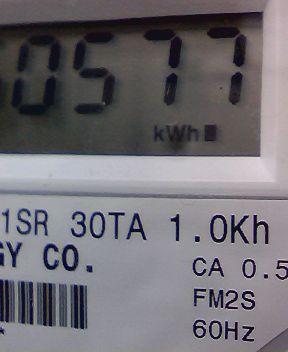 0577
kWh
1SR 30TA 1.0Kh
GY CO.
CA 0.5
FM2S
60Hz